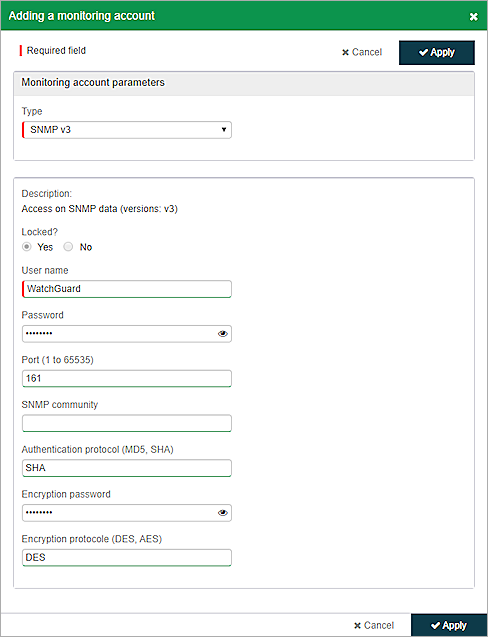 Adding a monitoring account
Required field
Cancel
Apply
Monitoring account parameters
Type
SNMP v3
Description:
Access on SNMP data (versions: v3)
Locked?
Yes No
User name
WatchGuard
Password
••••••••
Port (1 to 65535)
161
SNMP community
Authentication protocol (MD5, SHA)
SHA
Encryption password
••••••••
Encryption protocole (DES, AES)
DES
Cancel
Apply